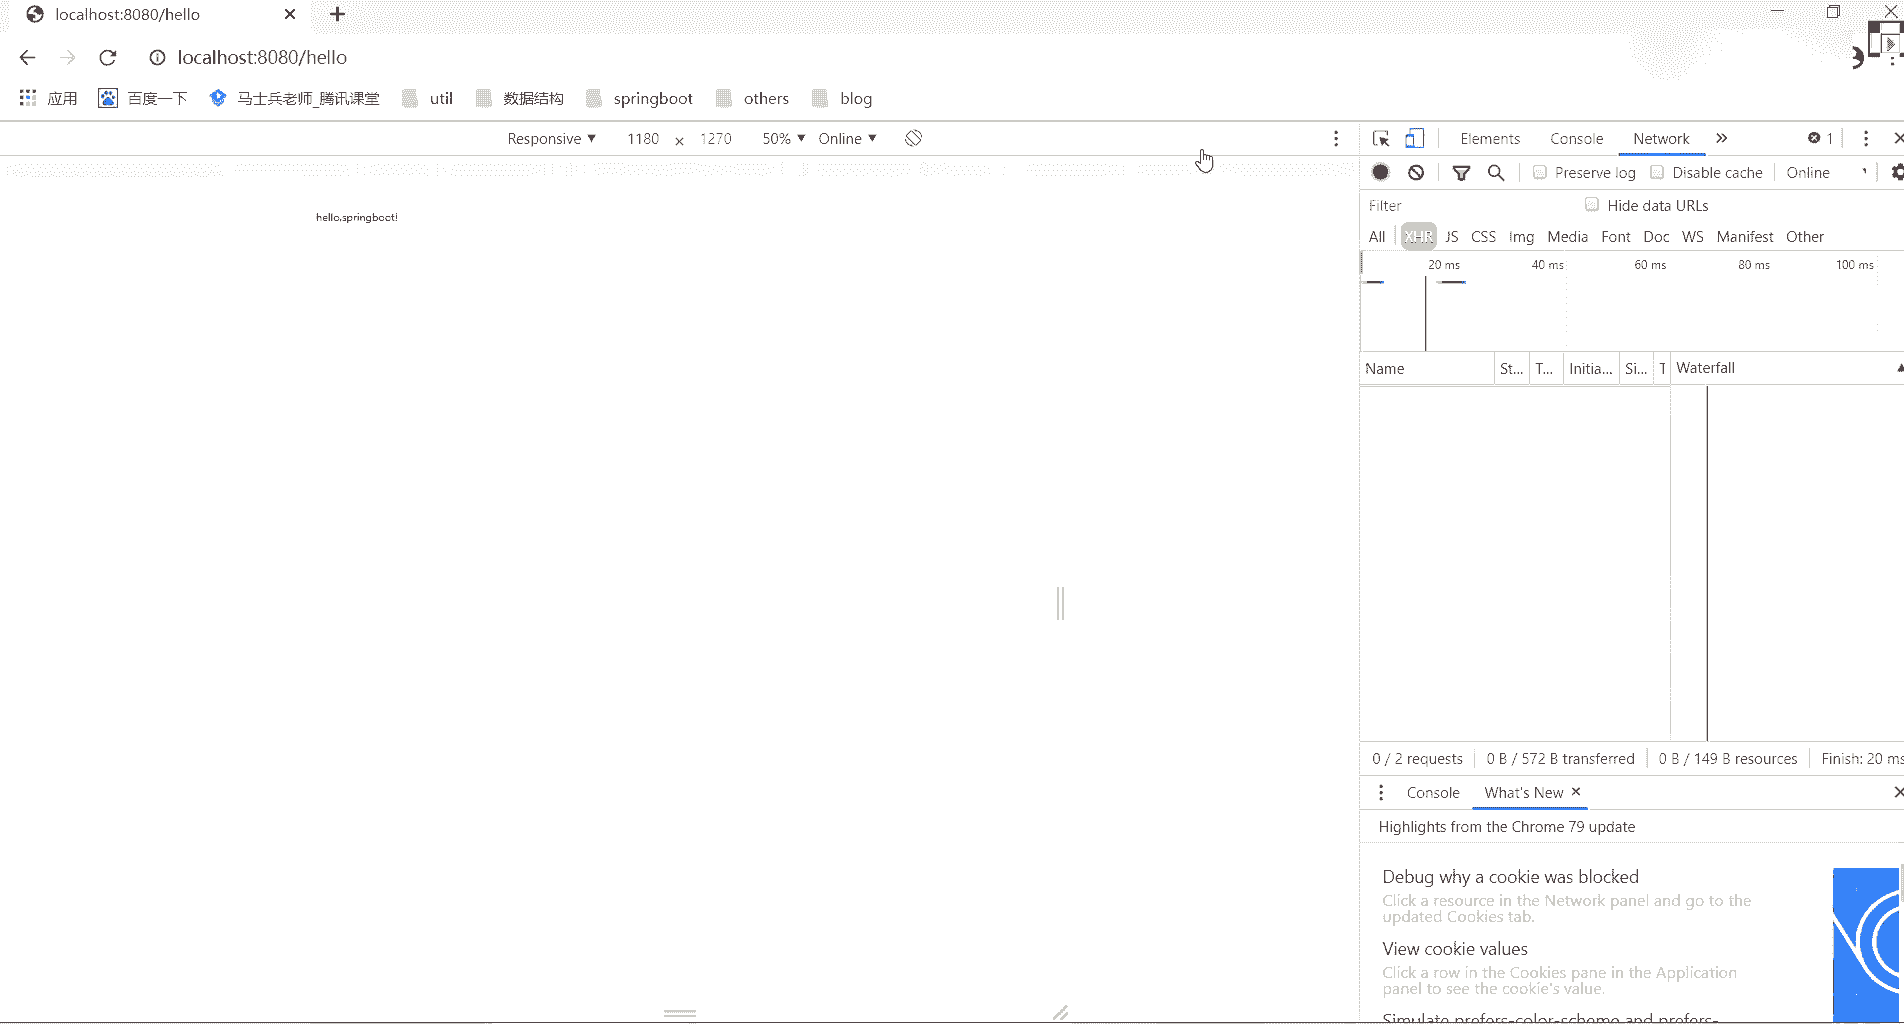 localhost:8080/hello
localhost:8080/hello
应用 百度一下 马士兵老师_腾讯课堂 util 数据结构 springboot others blog
Responsive 1180 × 1270 50% Online
Elements Console Network 1
Preserve log Disable cache Online
hello,springboot!
Filter Hide data URLs
All XHR JS CSS Img Media Font Doc WS Manifest Other
20 ms 40 ms 60 ms 80 ms 100 ms
Name St... T... Initia... Si... T Waterfall
0 / 2 requests 0 B / 572 B transferred 0 B / 149 B resources Finish: 20 ms
Console What's New
Highlights from the Chrome 79 update
Debug why a cookie was blocked
Click a resource in the Network panel and go to the
updated Cookies tab.
View cookie values
Click a row in the Cookies pane in the Application
panel to see the cookie's value.
Simulate prefers-color-scheme and prefers-